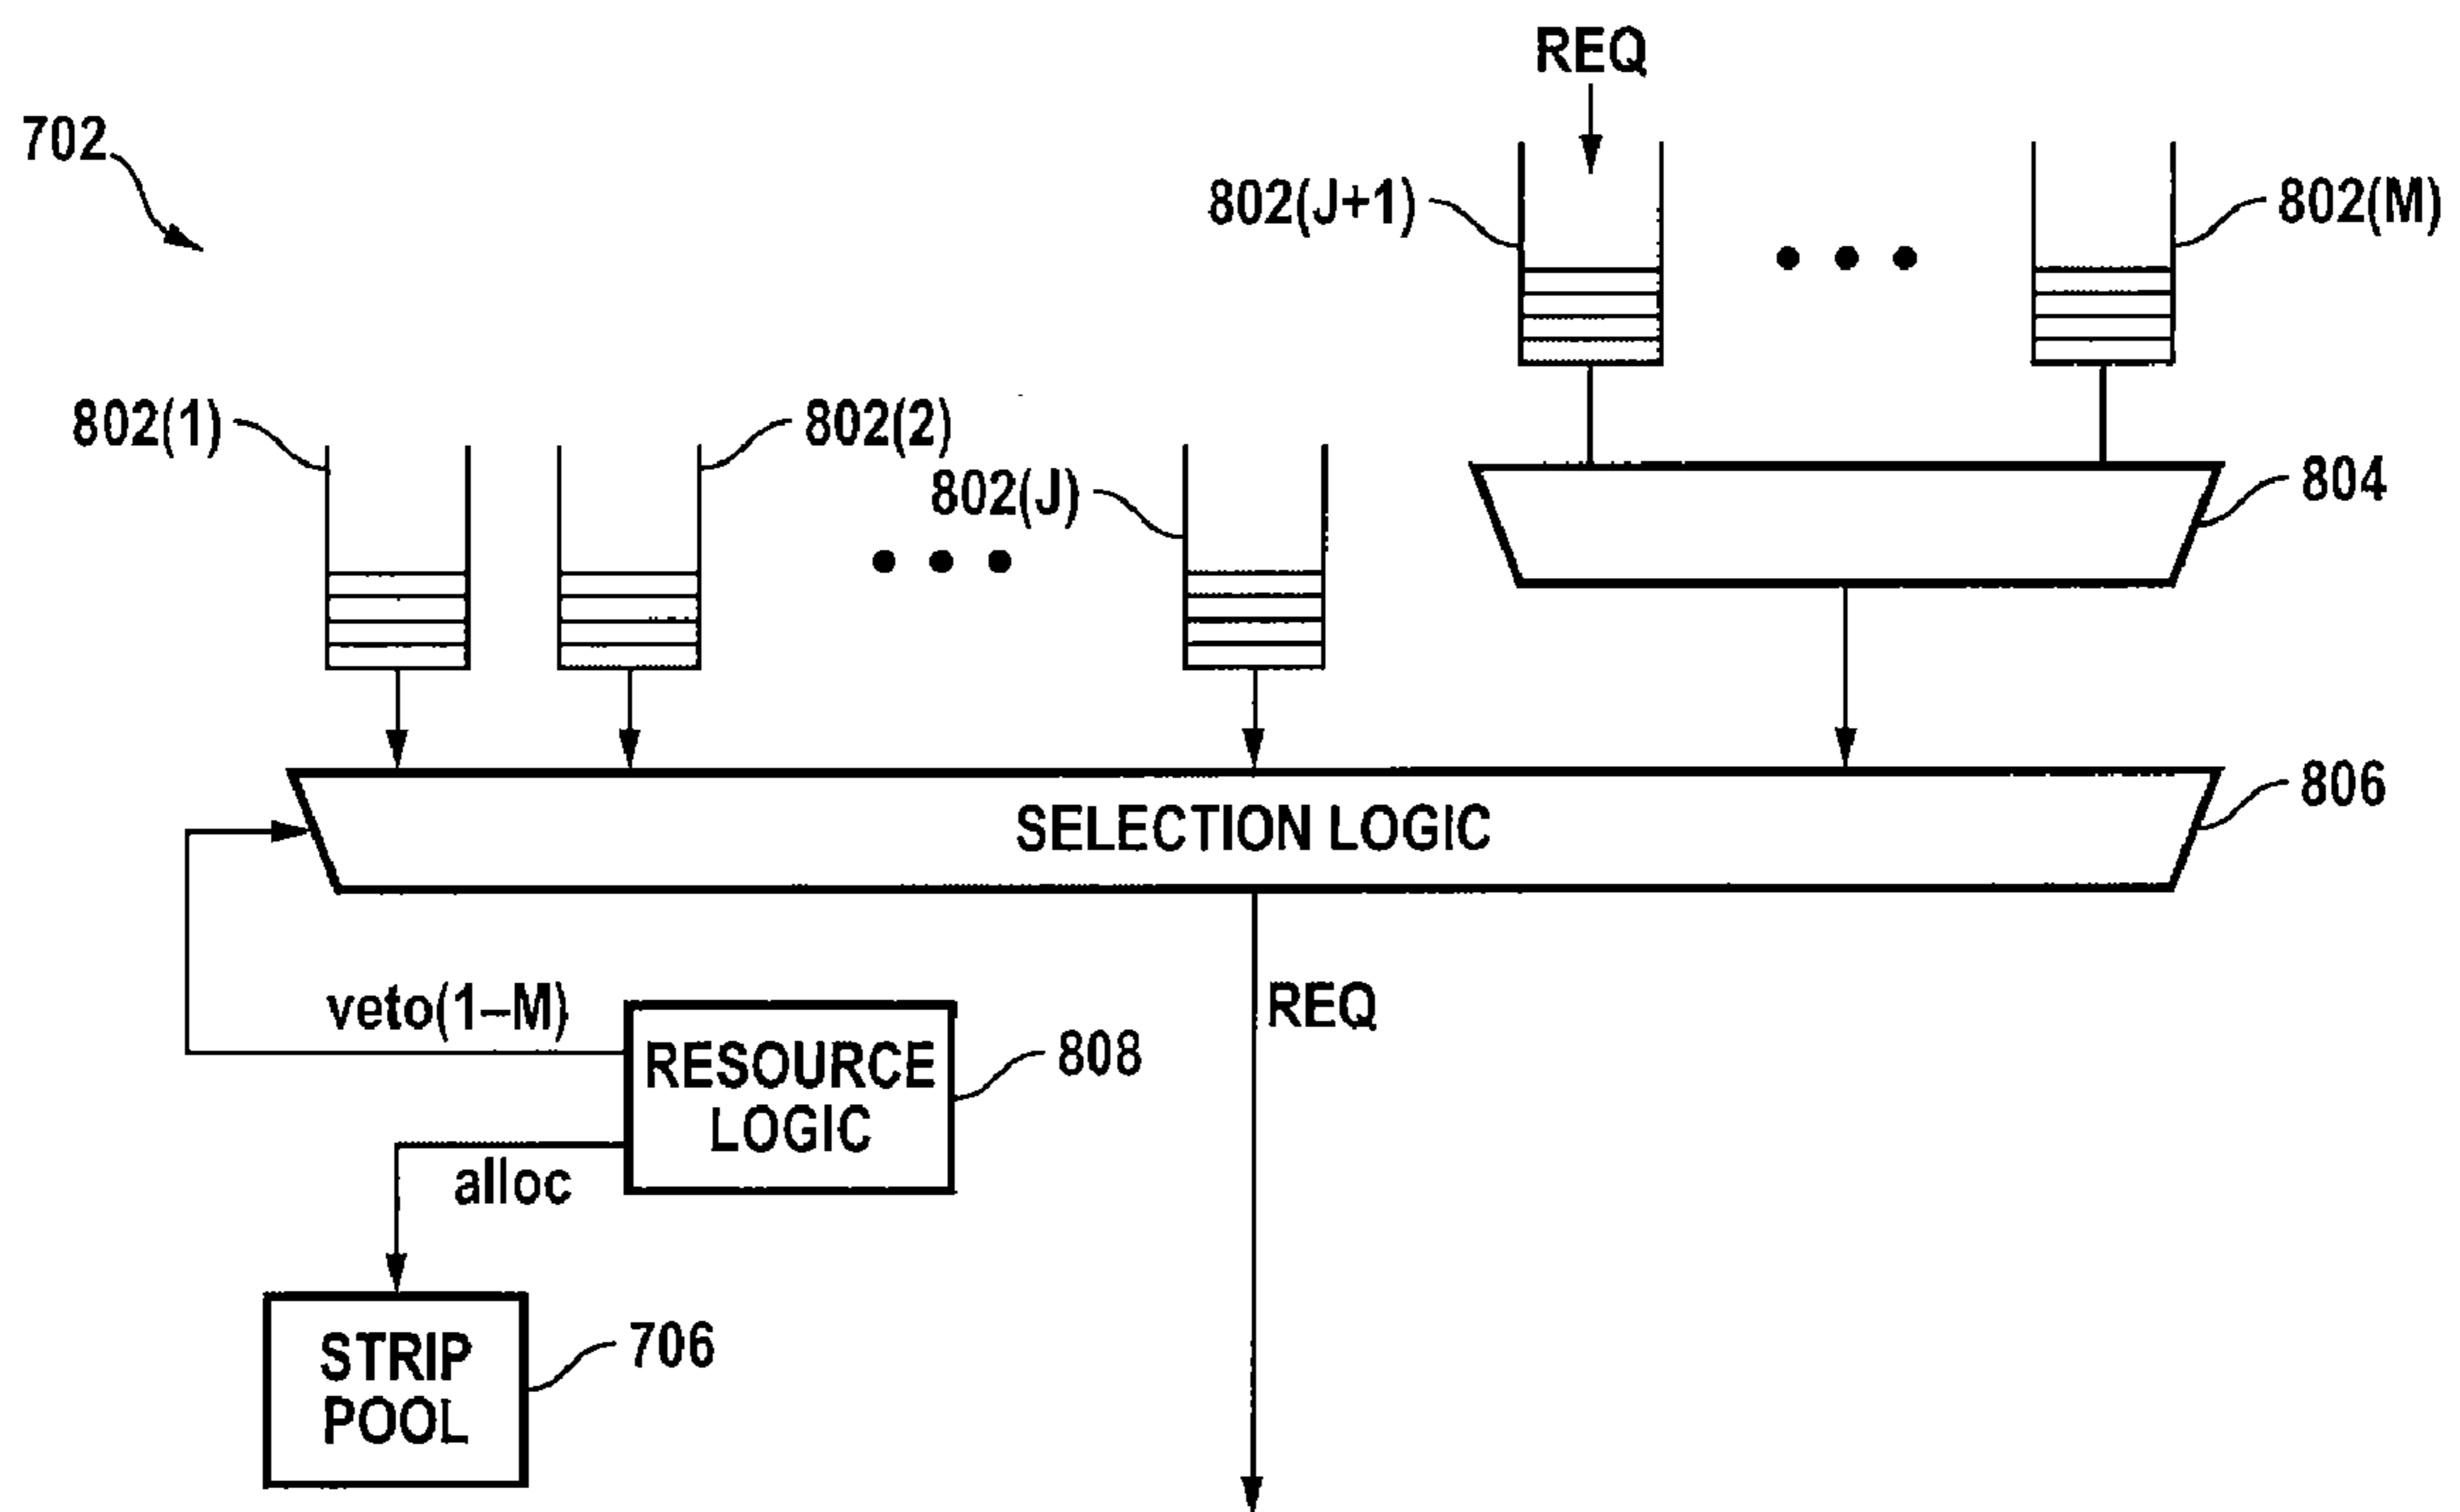 REQ
702
802(J+1)
802(M)
802(1)
802(2)
802(J)
804
806
SELECTION LOGIC
veto(1–M)
REQ
RESOURCE
LOGIC
808
alloc
STRIP
POOL
706